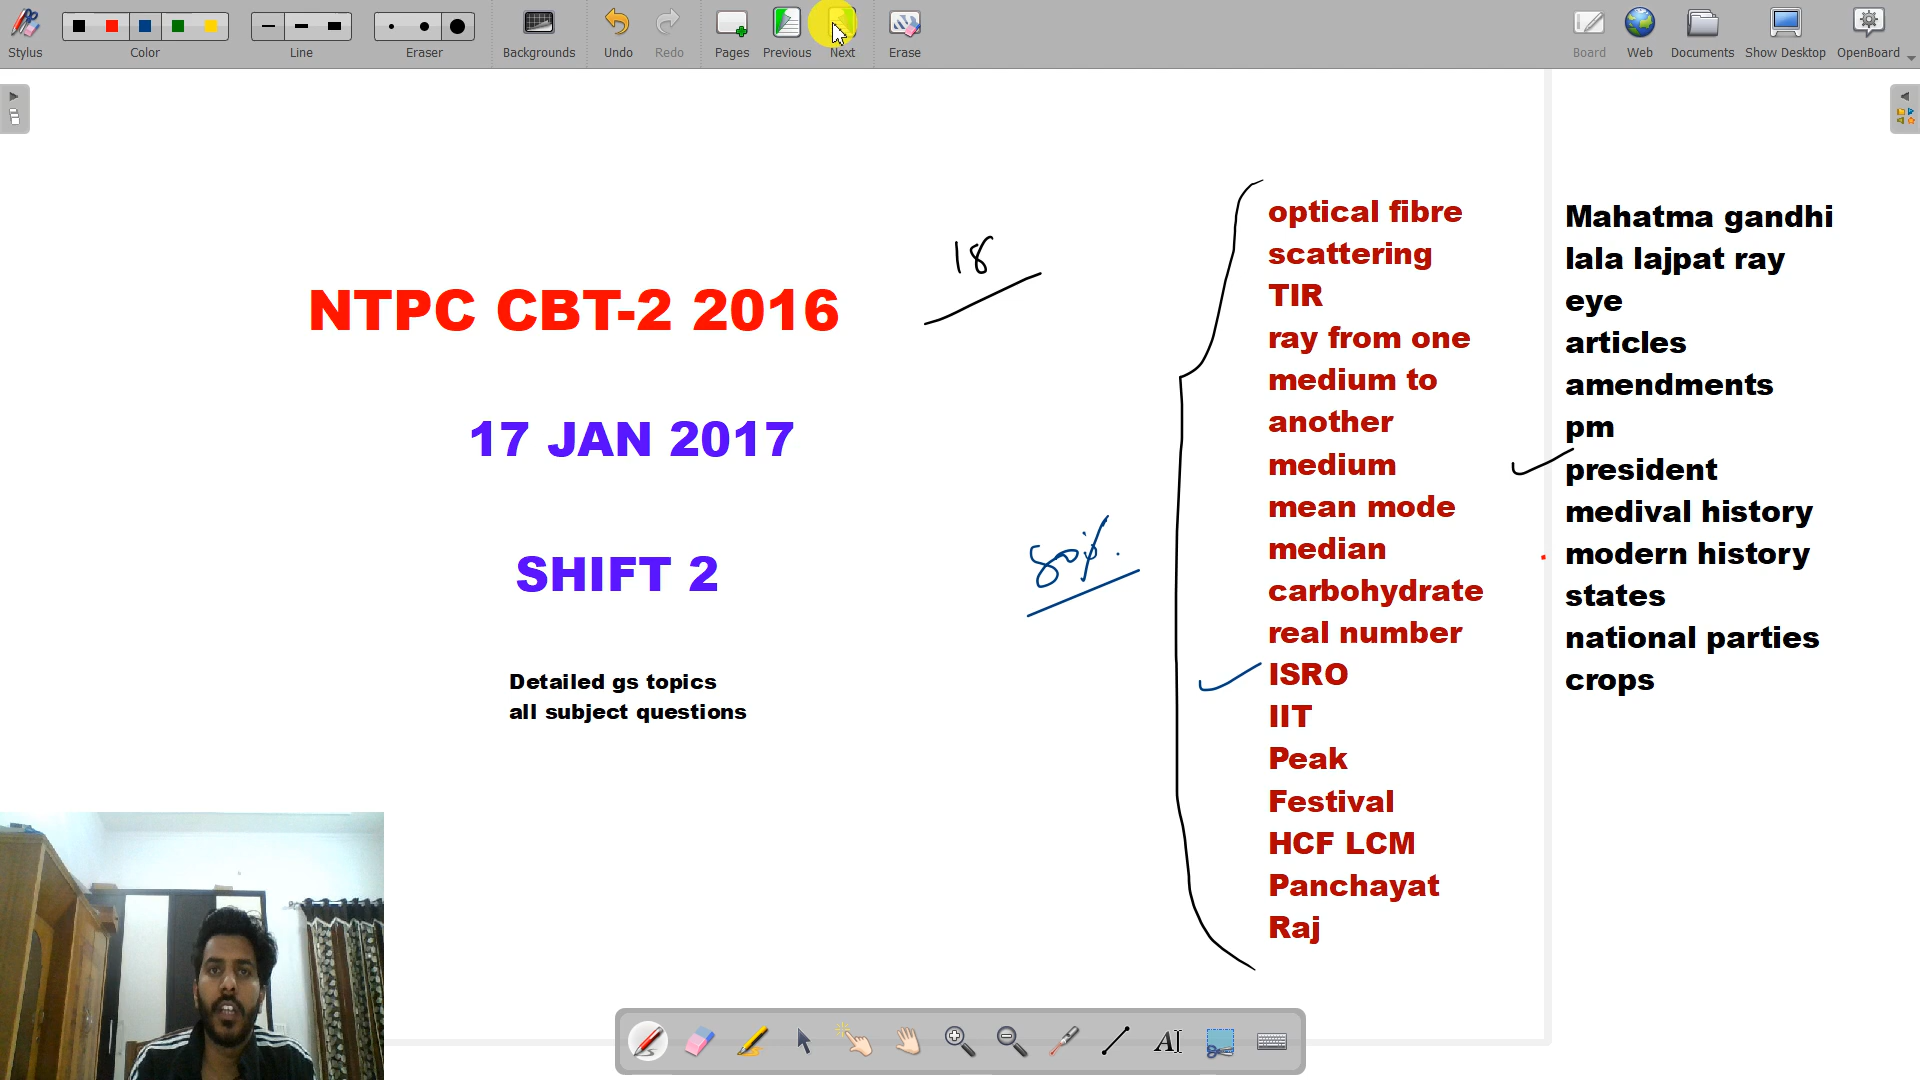 Stylus
Color
Line
Eraser
Backgrounds
Undo
Redo
Pages
Previous
Next
Erase
Board
Web
Documents
Show Desktop
OpenBoard
NTPC CBT-2 2016
17 JAN 2017
SHIFT 2
Detailed gs topics
all subject questions
18
80%
optical fibre
scattering
TIR
ray from one
medium to
another
medium
mean mode
median
carbohydrate
real number
ISRO
IIT
Peak
Festival
HCF LCM
Panchayat
Raj
Mahatma gandhi
lala lajpat ray
eye
articles
amendments
pm
president
medival history
modern history
states
national parties
crops